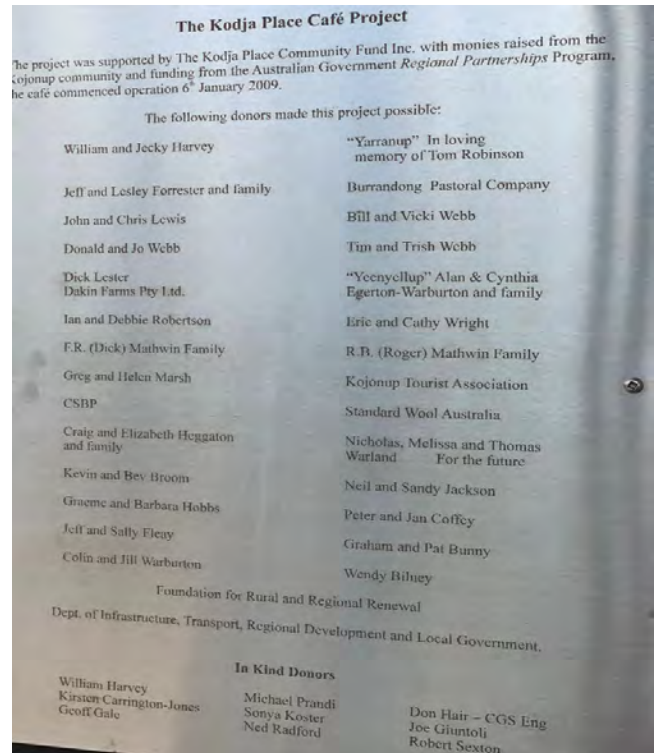 The Kodja Place Café Project
The project was supported by The Kodja Place Community Fund Inc. with monies raised from the
Kojonup community and funding from the Australian Government Regional Partnerships Program,
The café commenced operation 6th January 2009.
The following donors made this project possible:
William and Jecky Harvey
Jeff and Lesley Forrester and family
John and Chris Lewis
Donald and Jo Webb
Dick Lester
Dakin Farms Pty Ltd.
Ian and Debbie Robertson
F.R. (Dick) Mathwin Family
Greg and Helen Marsh
CSBP
Craig and Elizabeth Heggaton
and family
Kevin and Bev Broom
Graeme and Barbara Hobbs
Jeff and Sally Fleay
Colin and Jill Warburton
"Yarranup" In loving
memory of Tom Robinson
Burrandong Pastoral Company
Bill and Vicki Webb
Tim and Trish Webb
"Yeenyellup" Alan & Cynthia
Egerton-Warburton and family
Eric and Cathy Wright
R.B. (Roger) Mathwin Family
Kojonup Tourist Association
Standard Wool Australia
Nicholas, Melissa and Thomas
Warland For the future
Neil and Sandy Jackson
Peter and Jan Coffey
Graham and Pat Bunny
Wendy Bilney
Foundation for Rural and Regional Renewal
Dept. of Infrastructure, Transport, Regional Development and Local Government.
In Kind Donors
William Harvey
Kirsten Carrington-Jones
Geoff Gale
Michael Prandi
Sonya Koster
Ned Radford
Don Hair – CGS Eng
Joe Giuntoli
Robert Sexton